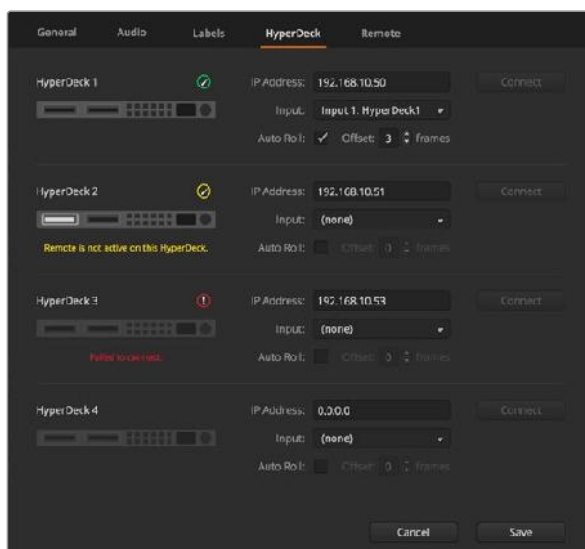 General Audio Labels HyperDeck Remote
HyperDeck 1 IP Address: 192.168.10.50 Connect
Input: Input 1: HyperDeck1
Auto Roll: Offset: 3 frames
HyperDeck 2 IP Address: 192.168.10.51 Connect
Input: (none)
Remote is not active on this HyperDeck. Auto Roll: Offset: 0 frames
HyperDeck 3 IP Address: 192.168.10.53 Connect
Input: (none)
Failed to connect. Auto Roll: Offset: 0 frames
HyperDeck 4 IP Address: 0.0.0.0 Connect
Input: (none)
Auto Roll: Offset: 0 frames
Cancel Save